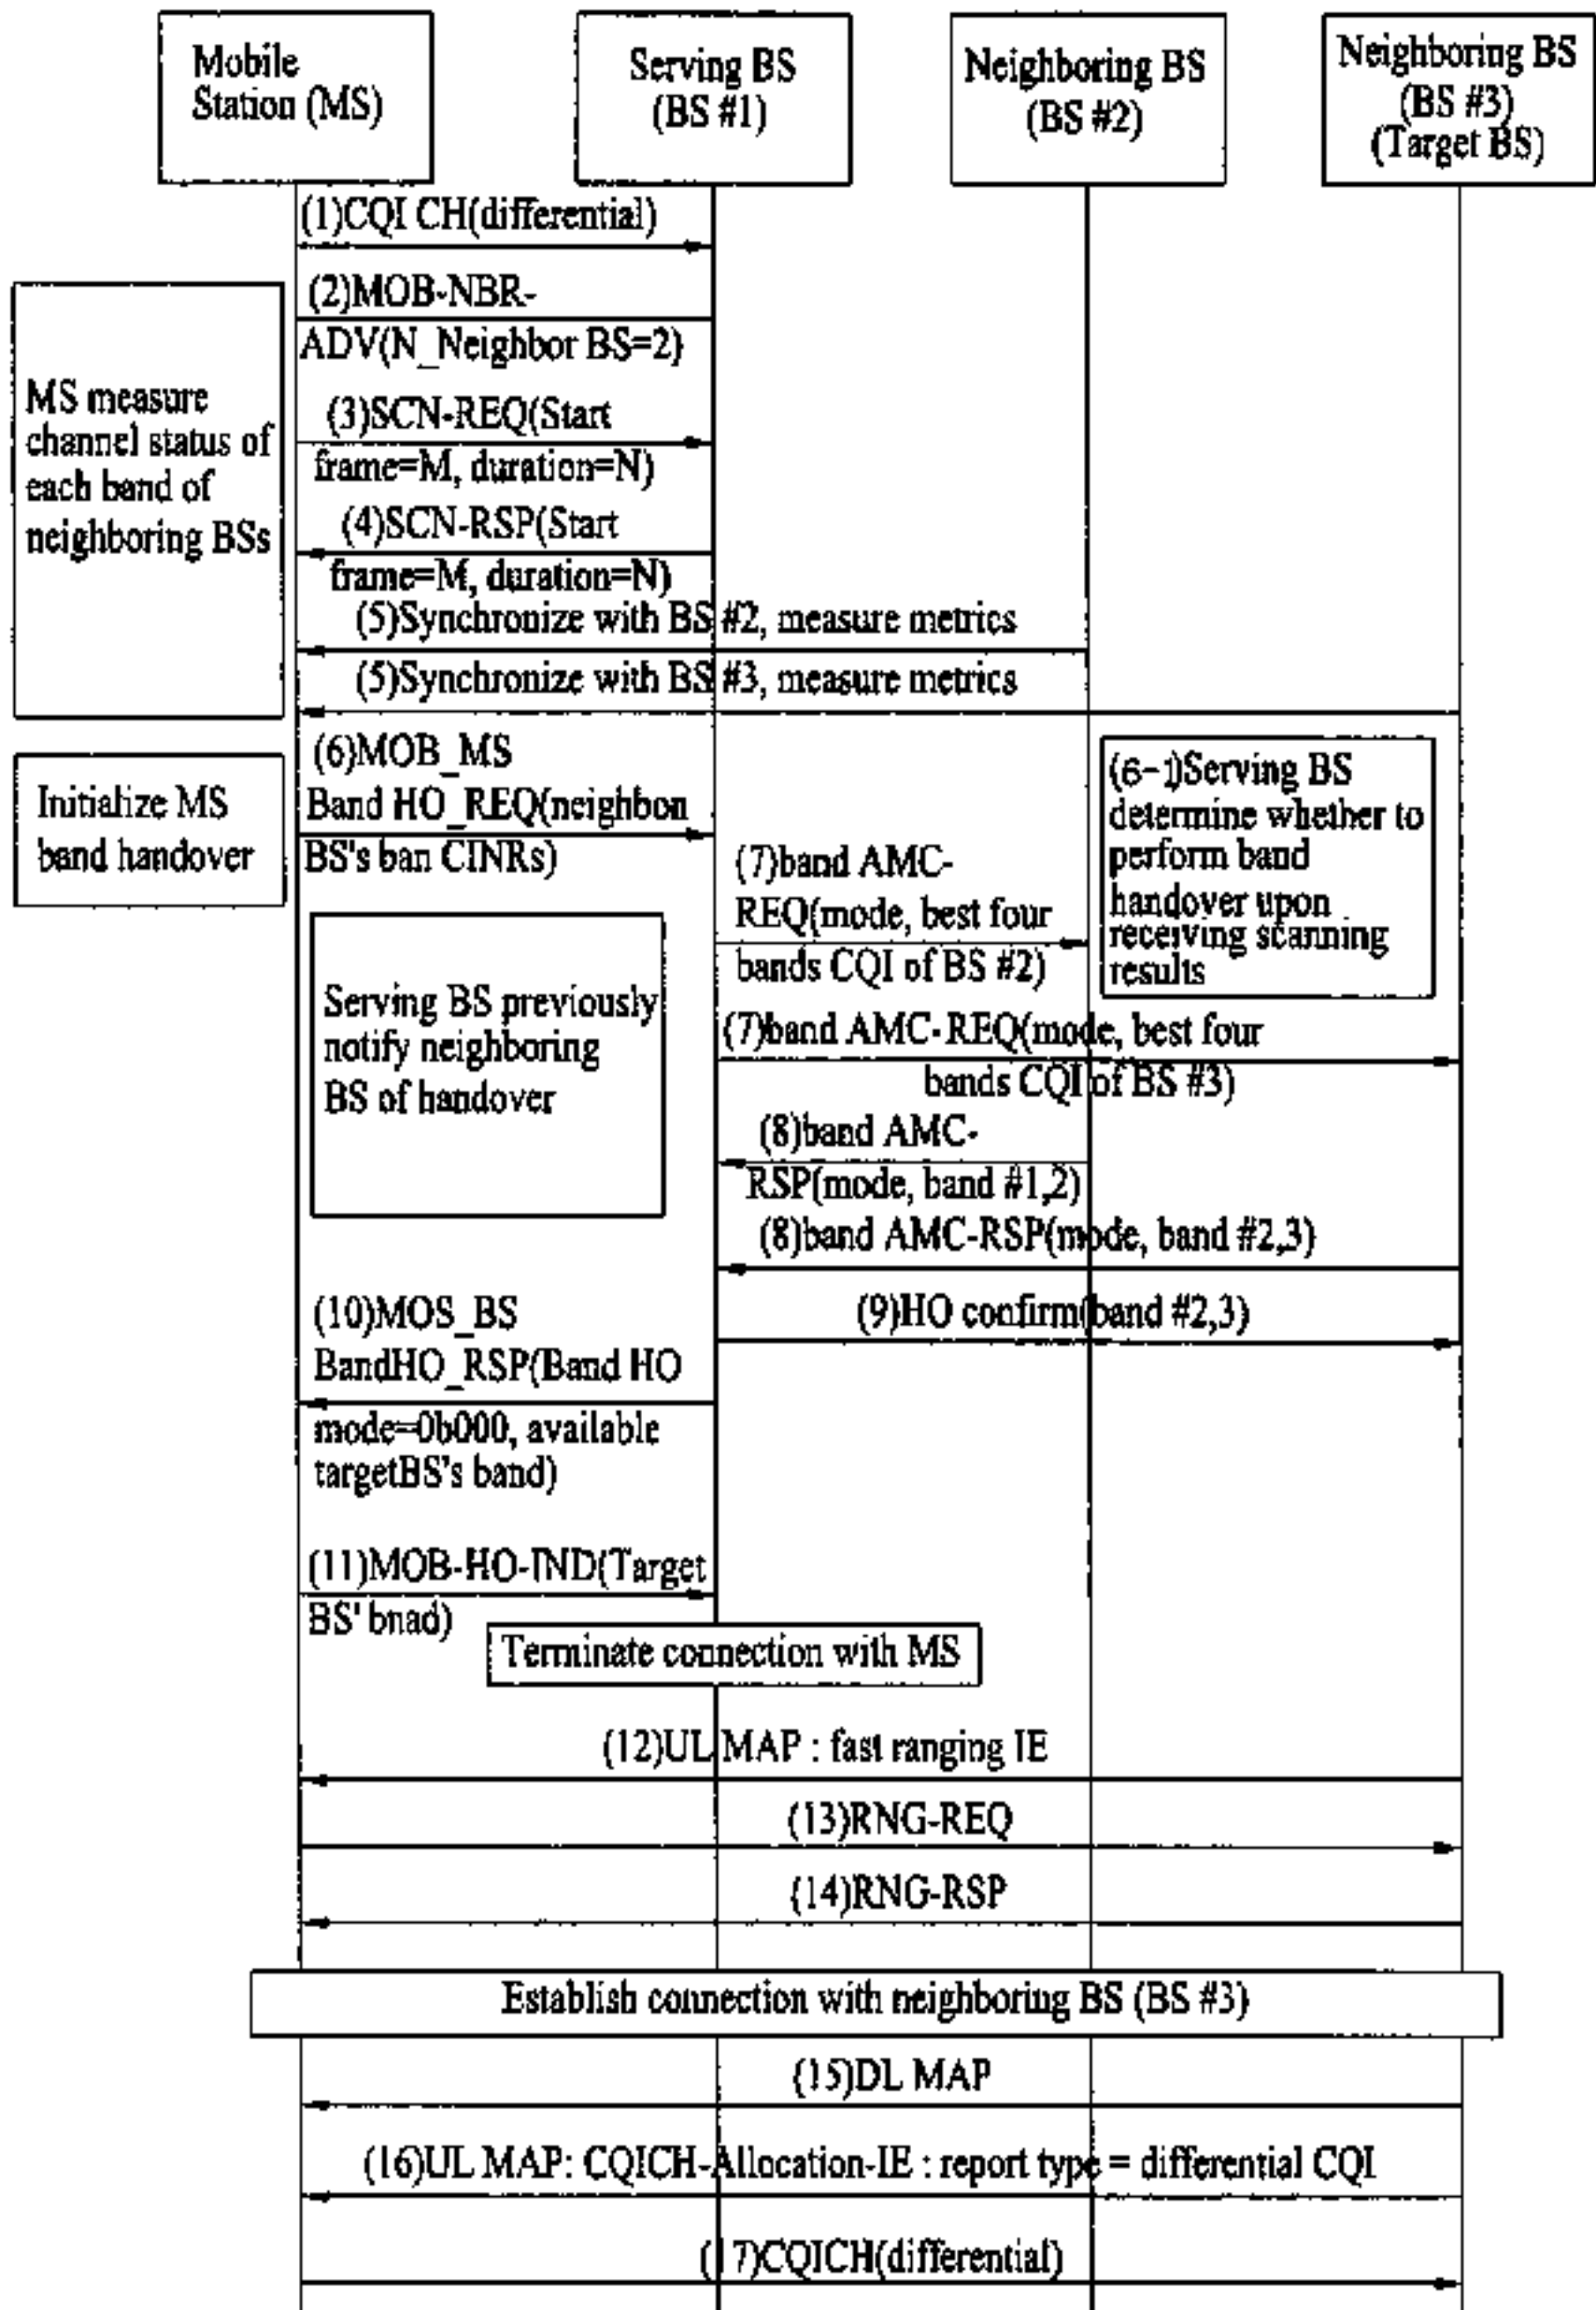 Mobile
Station (MS)
Serving BS
(BS #1)
Neighboring BS
(BS #2)
Neighboring BS
(BS #3)
(Target BS)
(1)CQI CH(differential)
(2)MOB-NBR-
ADV(N_Neighbor BS=2)
MS measure
channel status of
each band of
neighboring BSs
(3)SCN-REQ(Start
frame=M, duration=N)
(4)SCN-RSP(Start
frame=M, duration=N)
(5)Synchronize with BS #2, measure metrics
(5)Synchronize with BS #3, measure metrics
Initialize MS
band handover
(6)MOB_MS
Band HO_REQ(neighbon
BS's ban CINRs)
(6-1)Serving BS
determine whether to
perform band
handover upon
receiving scanning
results
(7)band AMC-
REQ(mode, best four
bands CQI of BS #2)
Serving BS previously
notify neighboring
BS of handover
(7)band AMC-REQ(mode, best four
bands CQI of BS #3)
(8)band AMC-
RSP(mode, band #1,2)
(8)band AMC-RSP(mode, band #2,3)
(9)HO confirm(band #2,3)
(10)MOS_BS
BandHO_RSP(Band HO
mode=0b000, available
targetBS's band)
(11)MOB-HO-IND(Target
BS' bnad)
Terminate connection with MS
(12)UL MAP : fast ranging IE
(13)RNG-REQ
(14)RNG-RSP
Establish connection with neighboring BS (BS #3)
(15)DL MAP
(16)UL MAP: CQICH-Allocation-IE : report type = differential CQI
(17)CQICH(differential)